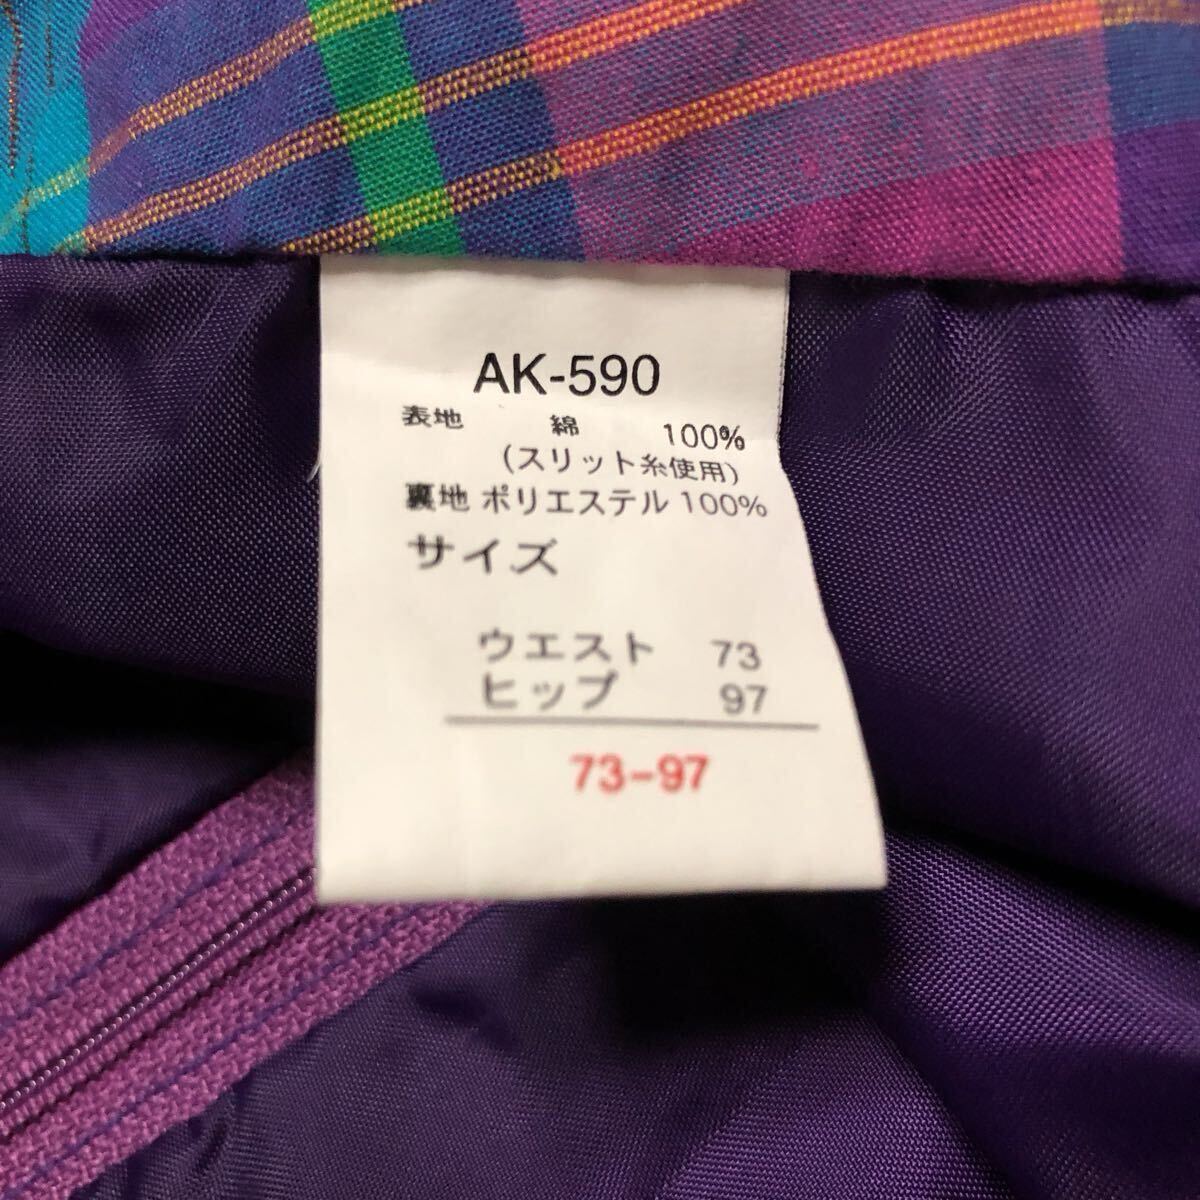 AK-590
表地 綿 100%
(スリット糸使用)
裏地 ポリエステル 100%
サイズ
ウエスト 73
ヒップ 97
73-97